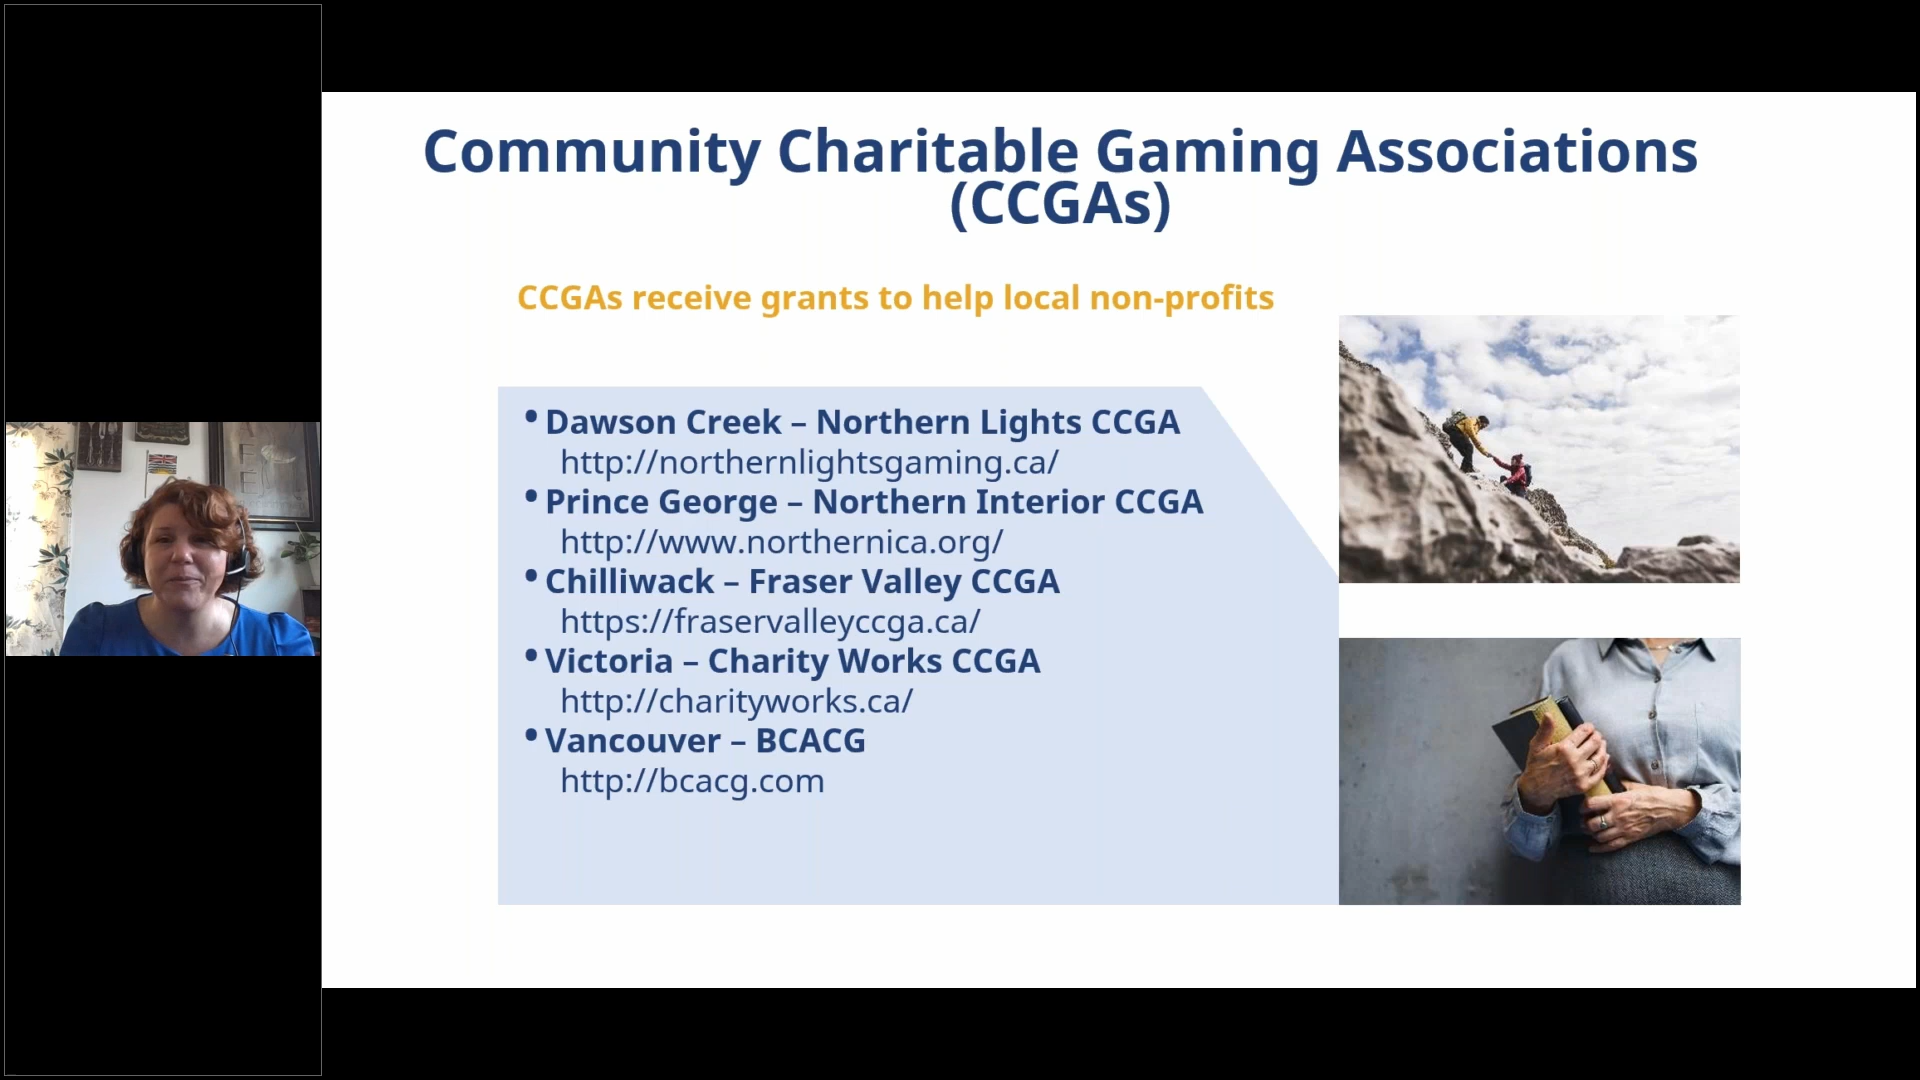 Community Charitable Gaming Associations
(CCGAs)
CCGAs receive grants to help local non-profits
• Dawson Creek – Northern Lights CCGA
http://northernlightsgaming.ca/
• Prince George – Northern Interior CCGA
http://www.northernica.org/
• Chilliwack – Fraser Valley CCGA
https://fraservalleyccga.ca/
• Victoria – Charity Works CCGA
http://charityworks.ca/
• Vancouver – BCACG
http://bcacg.com